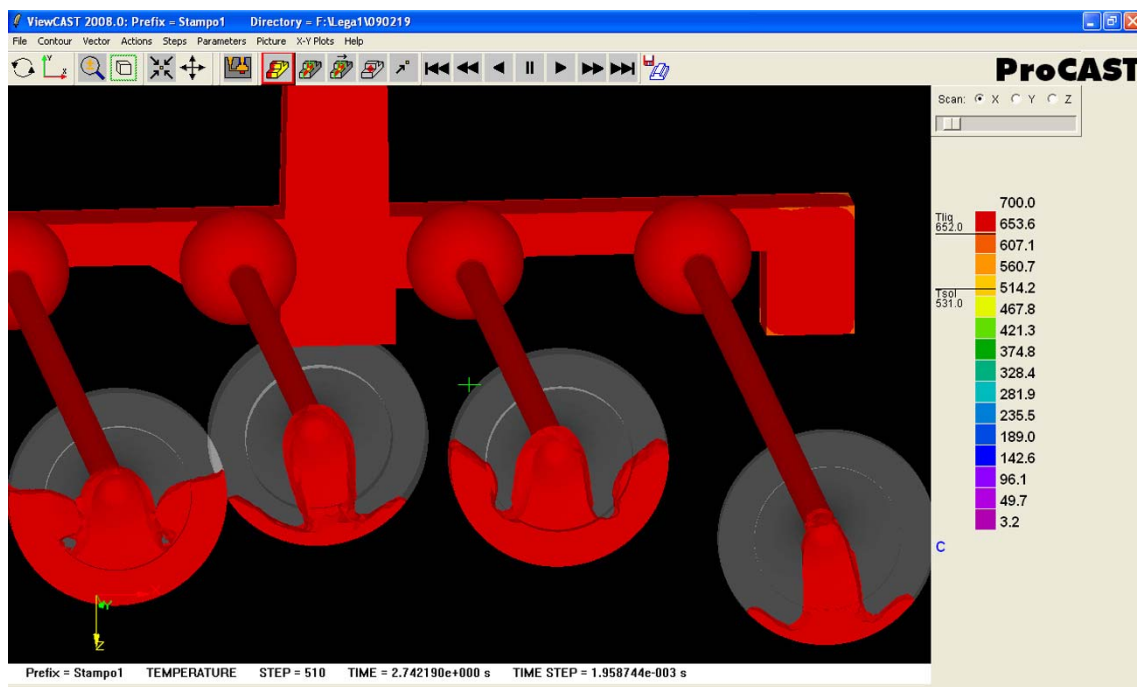 ViewCAST 2008.0: Prefix = Stampo1 Directory = F:\Lega1\090219
File Contour Vector Actions Steps Parameters Picture X-Y Plots Help
ProCAST
Scan: X Y Z
700.0
Tliq
652.0
653.6
607.1
560.7
514.2
Tsol
531.0
467.8
421.3
374.8
328.4
281.9
235.5
189.0
142.6
96.1
49.7
3.2
C
Y
Z
Prefix = Stampo1 TEMPERATURE STEP = 510 TIME = 2.742190e+000 s TIME STEP = 1.958744e-003 s